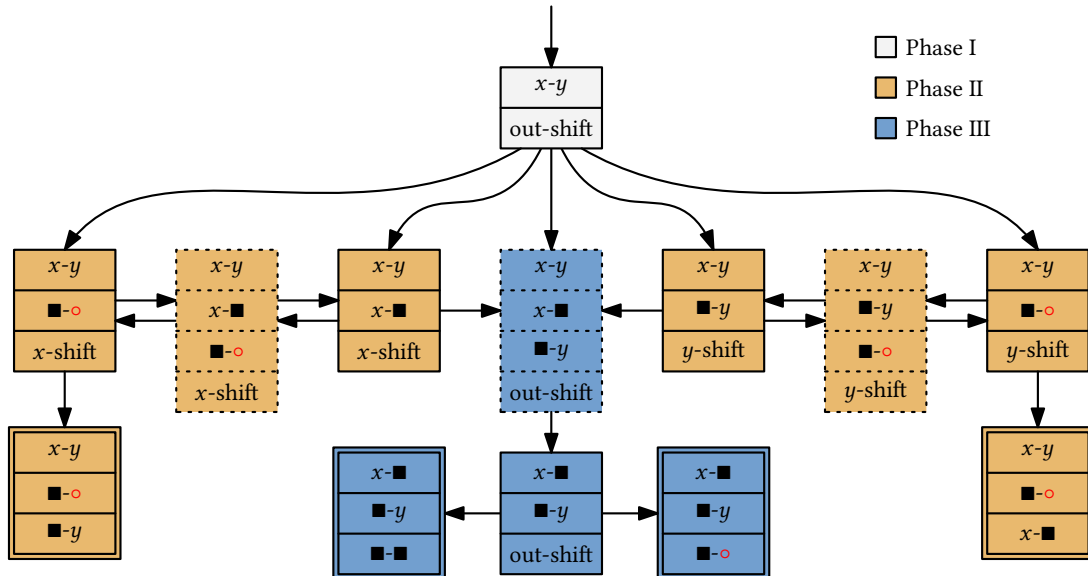 Phase I
x-y
Phase II
out-shift
Phase III
x-y
■-○
x-shift
x-y
x-■
■-○
x-shift
x-y
x-■
x-shift
x-y
x-■
■-y
out-shift
x-y
■-y
y-shift
x-y
■-y
■-○
y-shift
x-y
■-○
y-shift
x-y
■-○
■-y
x-■
■-y
■-■
x-■
■-y
out-shift
x-■
■-y
■-○
x-y
■-○
x-■